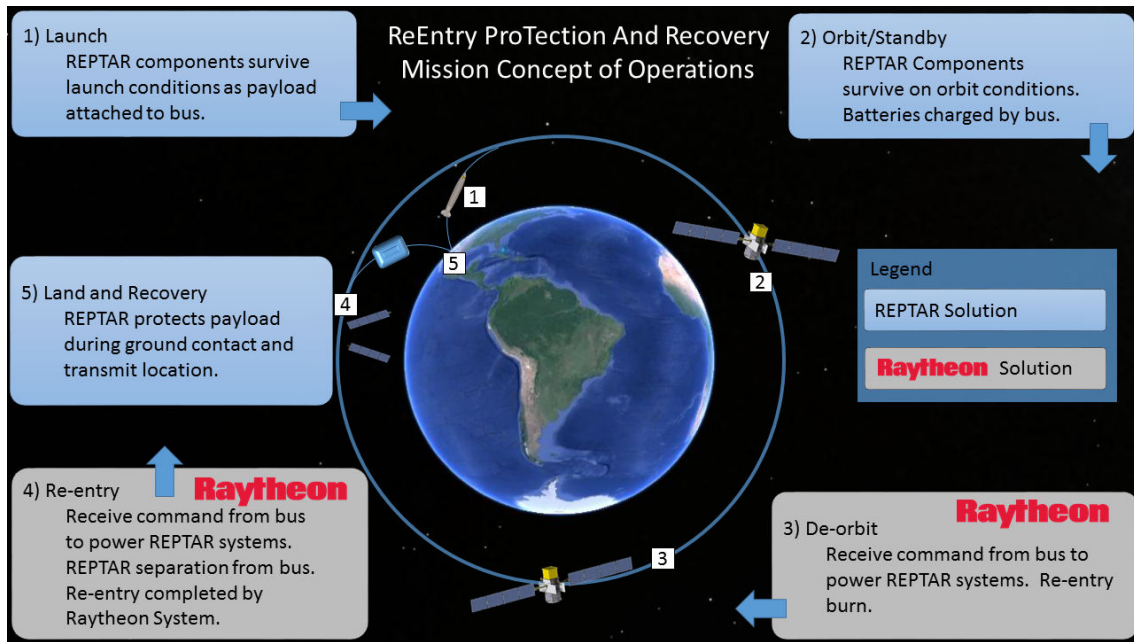 ReEntry ProTection And Recovery
Mission Concept of Operations
1) Launch
REPTAR components survive
launch conditions as payload
attached to bus.
2) Orbit/Standby
REPTAR Components
survive on orbit conditions.
Batteries charged by bus.
1
2
5
4
3
Legend
REPTAR Solution
Raytheon Solution
5) Land and Recovery
REPTAR protects payload
during ground contact and
transmit location.
4) Re-entry
Raytheon
Receive command from bus
to power REPTAR systems.
REPTAR separation from bus.
Re-entry completed by
Raytheon System.
Raytheon
3) De-orbit
Receive command from bus to
power REPTAR systems. Re-entry
burn.